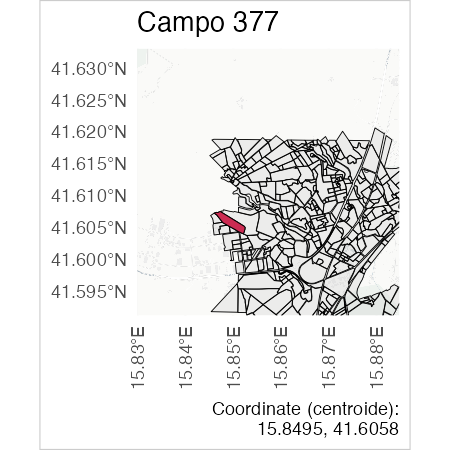 Campo 377
41.630°N
41.625°N
41.620°N
41.615°N
41.610°N
41.605°N
41.600°N
41.595°N
15.83°E
15.84°E
15.85°E
15.86°E
15.87°E
15.88°E
Coordinate (centroide):
15.8495, 41.6058